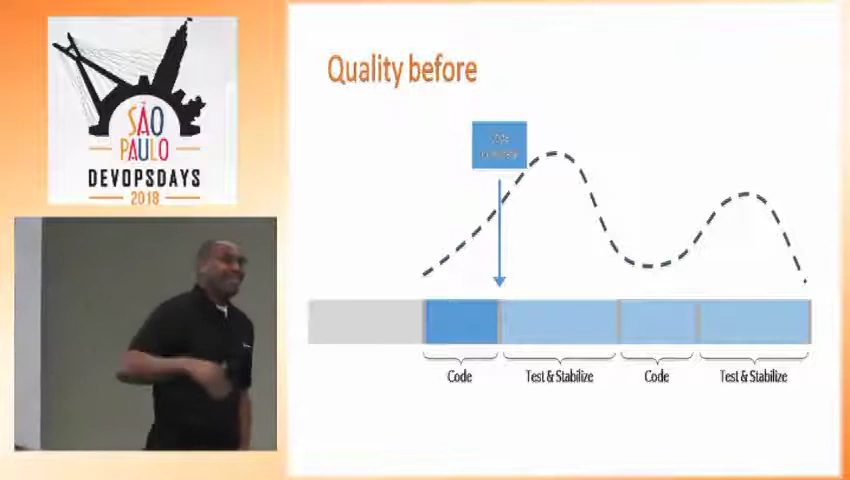 SÃO
PAULO
DEVOPSDAYS
2018
Quality before
Code
Test & Stabilize
Code
Test & Stabilize